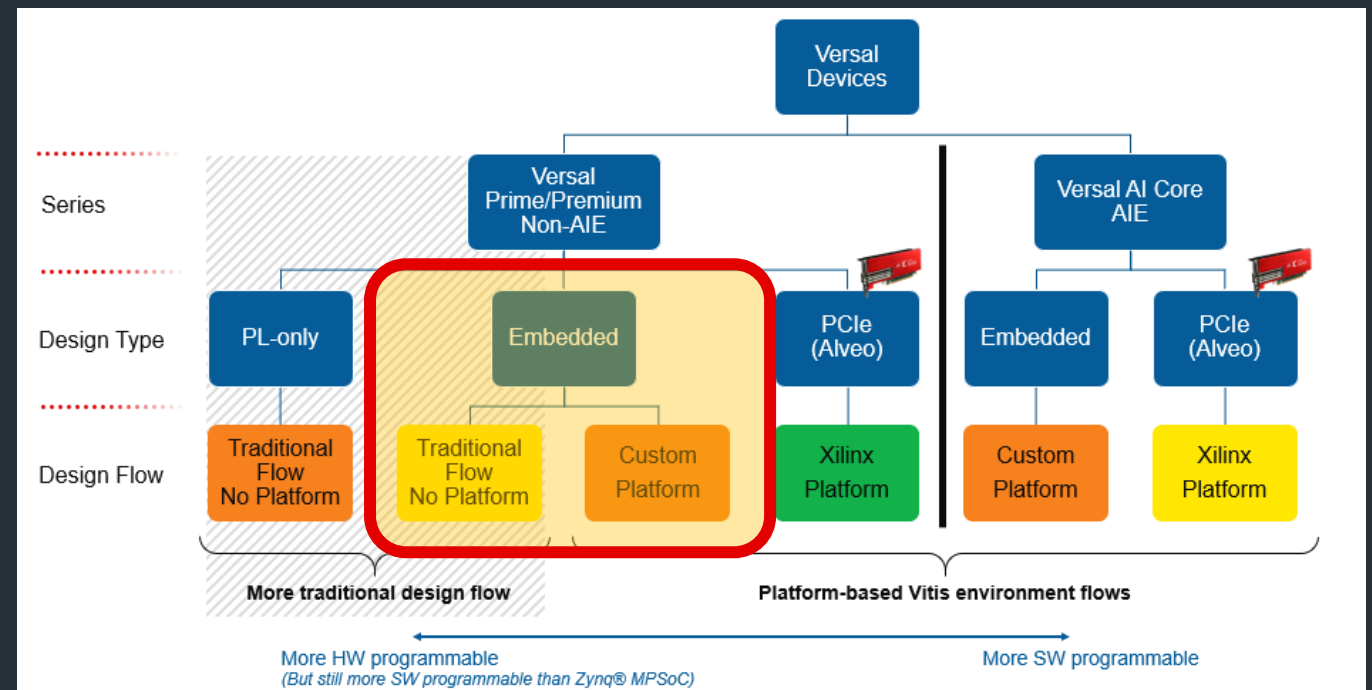 Versal
Devices
Series
Versal
Prime/Premium
Non-AIE
Versal AI Core
AIE
Design Type
PL-only
Embedded
PCIe
(Alveo)
Embedded
PCIe
(Alveo)
Design Flow
Traditional
Flow
No Platform
Traditional
Flow
No Platform
Custom
Platform
Xilinx
Platform
Custom
Platform
Xilinx
Platform
More traditional design flow
Platform-based Vitis environment flows
More HW programmable
(But still more SW programmable than Zynq® MPSoC)
More SW programmable